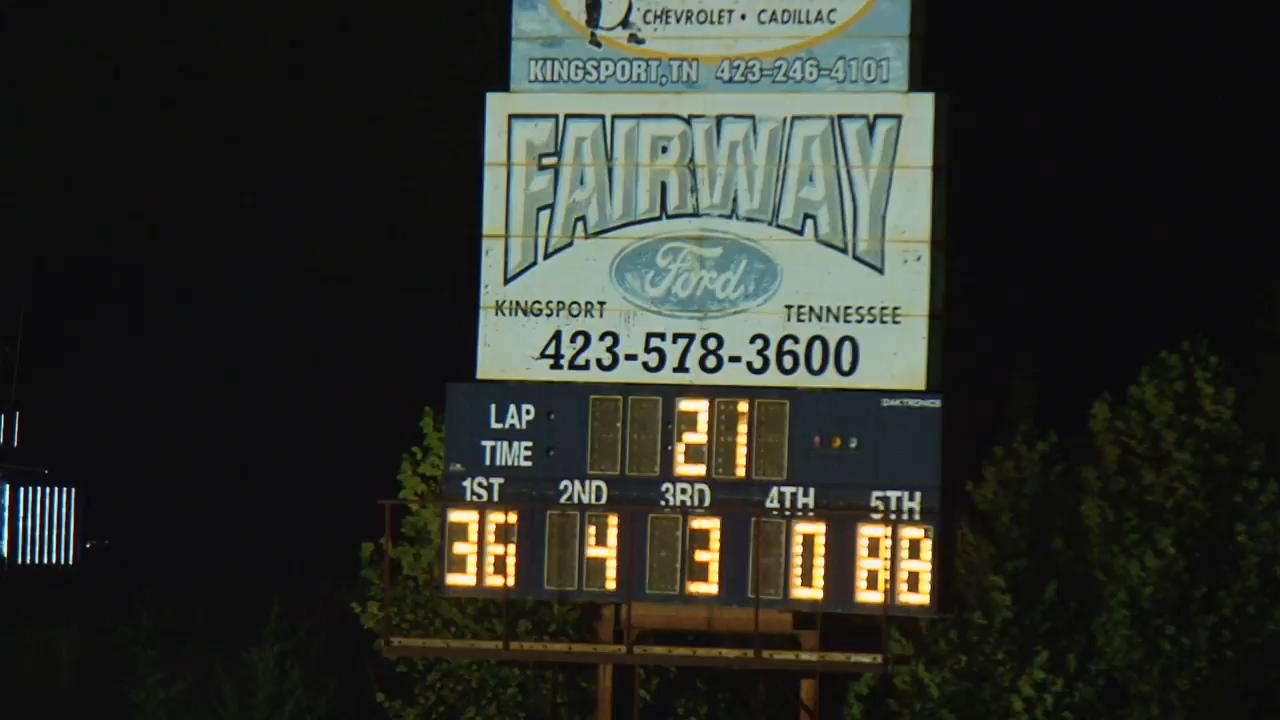 CHEVROLET • CADILLAC
KINGSPORT, TN 423-246-4101
FAIRWAY
Ford
KINGSPORT TENNESSEE
423-578-3600
DAKTRONICS
LAP 21
TIME
1ST 2ND 3RD 4TH 5TH
36 4 3 0 88